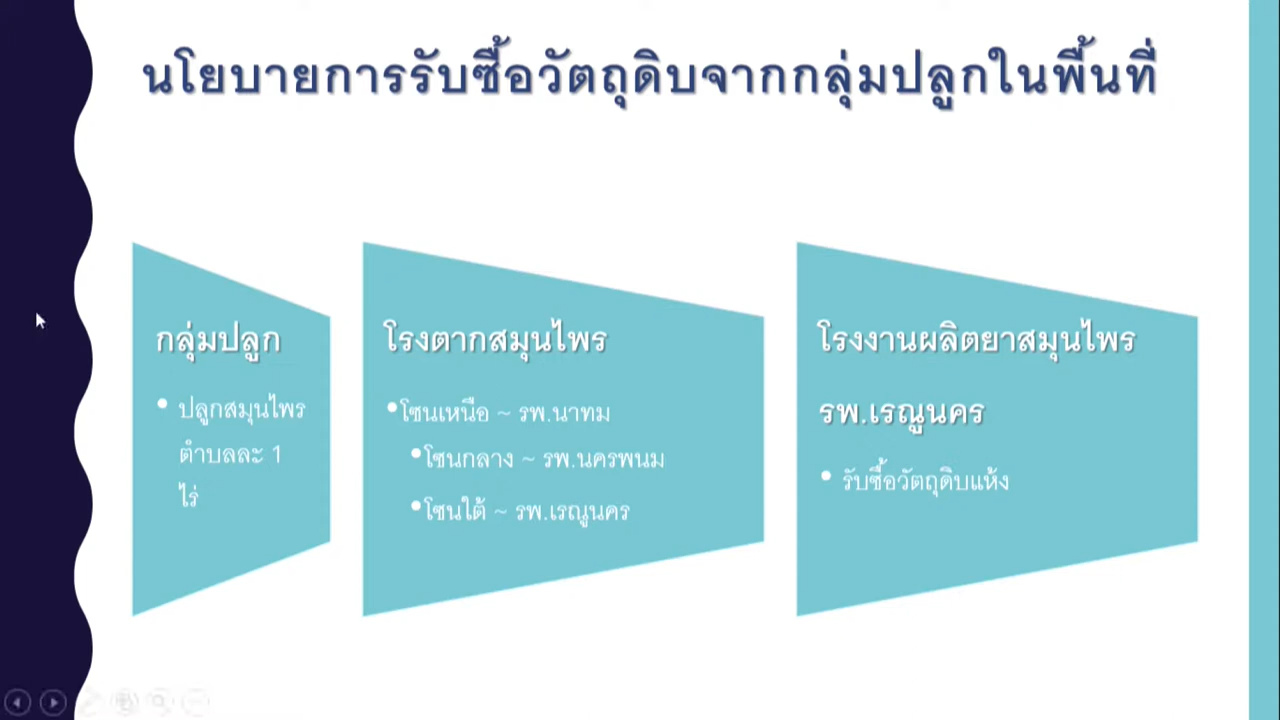 นโยบายการรับซื้อวัตถุดิบจากกลุ่มปลูกในพื้นที่
กลุ่มปลูก
• ปลูกสมุนไพร
ตำบลละ 1
ไร่
โรงตากสมุนไพร
•โซนเหนือ ~ รพ.นาทม
•โซนกลาง ~ รพ.นครพนม
•โซนใต้ ~ รพ.เรณูนคร
โรงงานผลิตยาสมุนไพร
รพ.เรณูนคร
• รับซื้อวัตถุดิบแห้ง